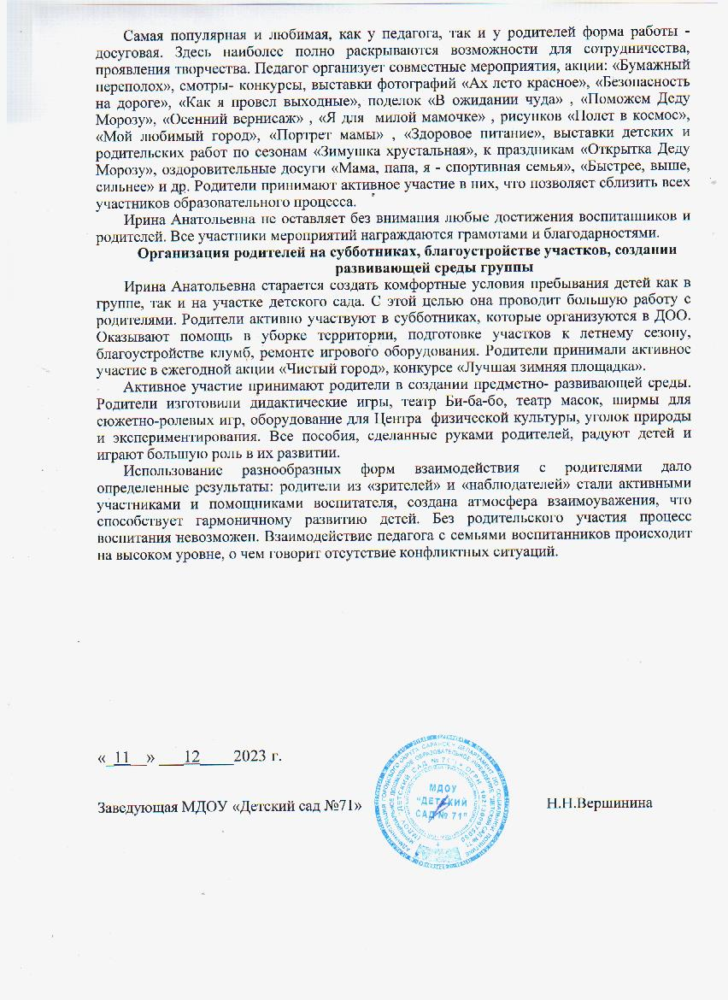 Самая популярная и любимая, как у педагога, так и у родителей форма работы -
досуговая. Здесь наиболее полно раскрываются возможности для сотрудничества,
проявления творчества. Педагог организует совместные мероприятия, акции: «Бумажный
переполох», смотры- конкурсы, выставки фотографий «Ах лето красное», «Безопасность
на дороге», «Как я провел выходные», поделок «В ожидании чуда» , «Поможем Деду
Морозу», «Осенний вернисаж» , «Я для милой мамочке» , рисунков «Полет в космос»,
«Мой любимый город», «Портрет мамы» , «Здоровое питание», выставки детских и
родительских работ по сезонам «Зимушка хрустальная», к праздникам «Открытка Деду
Морозу», оздоровительные досуги «Мама, папа, я - спортивная семья», «Быстрее, выше,
сильнее» и др. Родители принимают активное участие в них, что позволяет сблизить всех
участников образовательного процесса.
Ирина Анатольевна не оставляет без внимания любые достижения воспитанников и
родителей. Все участники мероприятий награждаются грамотами и благодарностями.
Организация родителей на субботниках, благоустройстве участков, создании
развивающей среды группы
Ирина Анатольевна старается создать комфортные условия пребывания детей как в
группе, так и на участке детского сада. С этой целью она проводит большую работу с
родителями. Родители активно участвуют в субботниках, которые организуются в ДОО.
Оказывают помощь в уборке территории, подготовке участков к летнему сезону,
благоустройстве клумб, ремонте игрового оборудования. Родители принимали активное
участие в ежегодной акции «Чистый город», конкурсе «Лучшая зимняя площадка».
Активное участие принимают родители в создании предметно- развивающей среды.
Родители изготовили дидактические игры, театр Би-ба-бо, театр масок, ширмы для
сюжетно-ролевых игр, оборудование для Центра физической культуры, уголок природы
и экспериментирования. Все пособия, сделанные руками родителей, радуют детей и
играют большую роль в их развитии.
Использование разнообразных форм взаимодействия с родителями дало
определенные результаты: родители из «зрителей» и «наблюдателей» стали активными
участниками и помощниками воспитателя, создана атмосфера взаимоуважения, что
способствует гармоничному развитию детей. Без родительского участия процесс
воспитания невозможен. Взаимодействие педагога с семьями воспитанников происходит
на высоком уровне, о чем говорит отсутствие конфликтных ситуаций.
«_11__» ___12____2023 г.
Заведующая МДОУ «Детский сад №71»
МДОУ
"ДЕТСКИЙ
САД № 71"
Н.Н.Вершинина